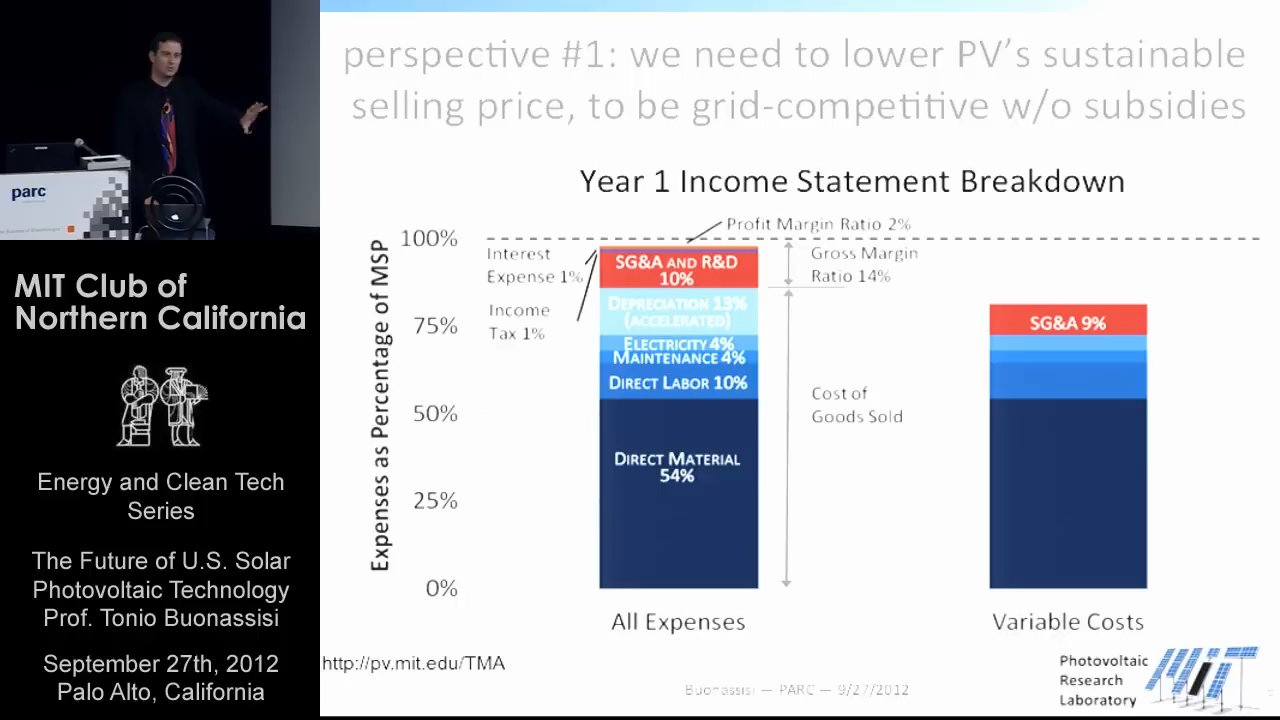 perspective #1: we need to lower PV's sustainable
selling price, to be grid-competitive w/o subsidies
parc
MIT Club of
Northern California
Energy and Clean Tech
Series
The Future of U.S. Solar
Photovoltaic Technology
Prof. Tonio Buonassisi
September 27th, 2012
Palo Alto, California
Year 1 Income Statement Breakdown
Expenses as Percentage of MSP
100%
75%
50%
25%
0%
Interest
Expense 1%
Income
Tax 1%
Profit Margin Ratio 2%
Gross Margin
Ratio 14%
SG&A AND R&D
10%
DEPRECIATION 13%
(ACCELERATED)
ELECTRICITY 4%
MAINTENANCE 4%
DIRECT LABOR 10%
DIRECT MATERIAL
54%
Cost of
Goods Sold
SG&A 9%
All Expenses
Variable Costs
http://pv.mit.edu/TMA
Buonassisi — PARC — 9/27/2012
Photovoltaic
Research
Laboratory
MIT